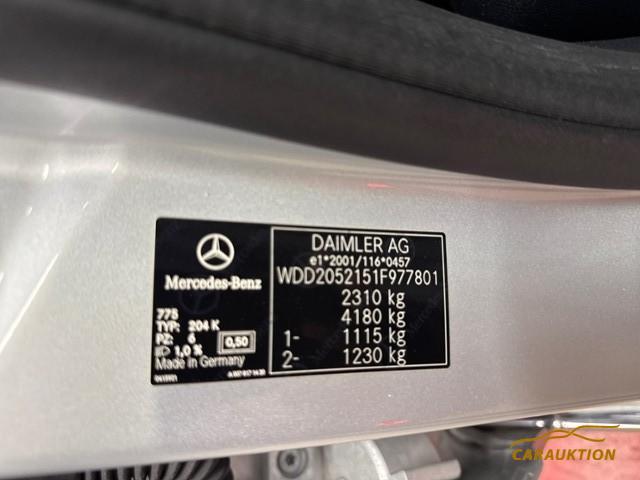 DAIMLER AG
e1*2001/116*0457
WDD2052151F977801
2310 kg
4180 kg
1- 1115 kg
2- 1230 kg
Mercedes-Benz
775
TYP: 204 K
PZ: 6
1,0 % 0,50
Made in Germany
CARAUKTION